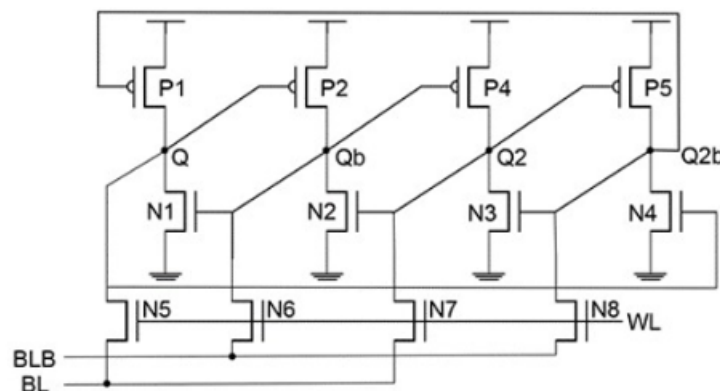 P1 P2 P4 P5
Q Qb Q2 Q2b
N1 N2 N3 N4
N5 N6 N7 N8 WL
BLB
BL